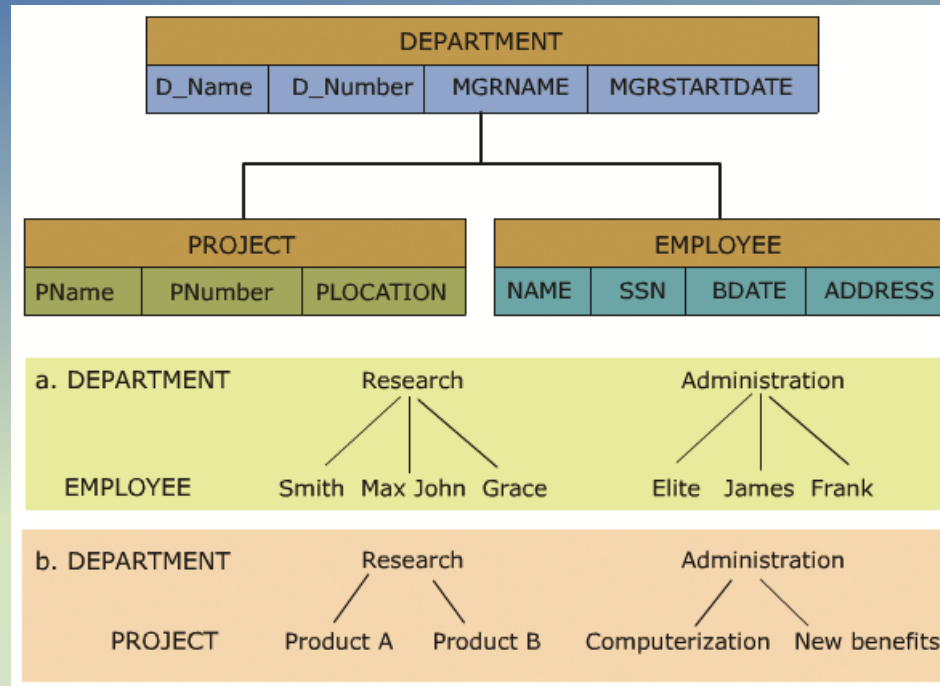 DEPARTMENT
D_Name D_Number MGRNAME MGRSTARTDATE
PROJECT
PName PNumber PLOCATION
EMPLOYEE
NAME SSN BDATE ADDRESS
a. DEPARTMENT Research Administration
EMPLOYEE Smith Max John Grace Elite James Frank
b. DEPARTMENT Research Administration
PROJECT Product A Product B Computerization New benefits